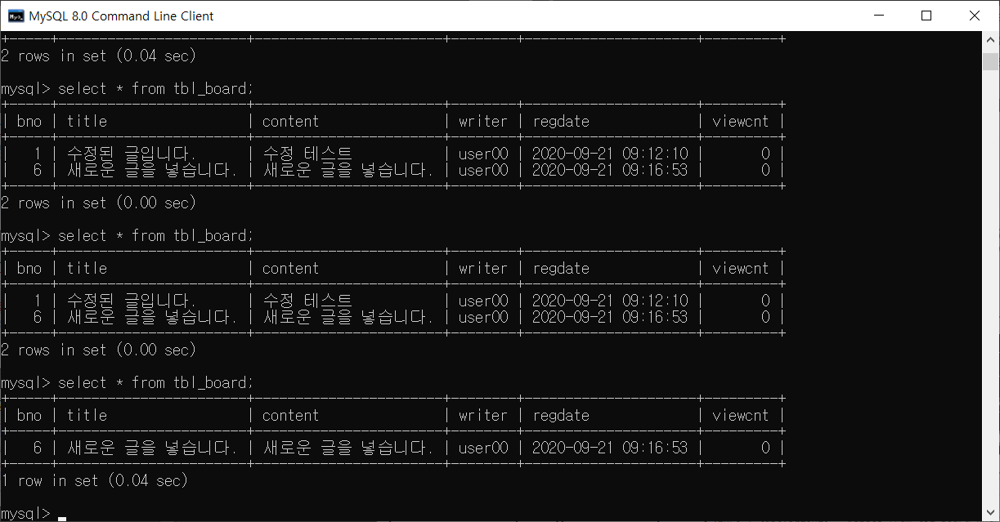 MySQL 8.0 Command Line Client
+-----+-----------------------+------------------------+--------+---------------------+---------+
2 rows in set (0.04 sec)
mysql> select * from tbl_board;
+-----+-----------------------+------------------------+--------+---------------------+---------+
| bno | title | content | writer | regdate | viewcnt |
+-----+-----------------------+------------------------+--------+---------------------+---------+
| 1 | 수정된 글입니다. | 수정 테스트 | user00 | 2020-09-21 09:12:10 | 0 |
| 6 | 새로운 글을 넣습니다. | 새로운 글을 넣습니다. | user00 | 2020-09-21 09:16:53 | 0 |
+-----+-----------------------+------------------------+--------+---------------------+---------+
2 rows in set (0.00 sec)
mysql> select * from tbl_board;
+-----+-----------------------+------------------------+--------+---------------------+---------+
| bno | title | content | writer | regdate | viewcnt |
+-----+-----------------------+------------------------+--------+---------------------+---------+
| 1 | 수정된 글입니다. | 수정 테스트 | user00 | 2020-09-21 09:12:10 | 0 |
| 6 | 새로운 글을 넣습니다. | 새로운 글을 넣습니다. | user00 | 2020-09-21 09:16:53 | 0 |
+-----+-----------------------+------------------------+--------+---------------------+---------+
2 rows in set (0.00 sec)
mysql> select * from tbl_board;
+-----+-----------------------+------------------------+--------+---------------------+---------+
| bno | title | content | writer | regdate | viewcnt |
+-----+-----------------------+------------------------+--------+---------------------+---------+
| 6 | 새로운 글을 넣습니다. | 새로운 글을 넣습니다. | user00 | 2020-09-21 09:16:53 | 0 |
+-----+-----------------------+------------------------+--------+---------------------+---------+
1 row in set (0.04 sec)
mysql> _